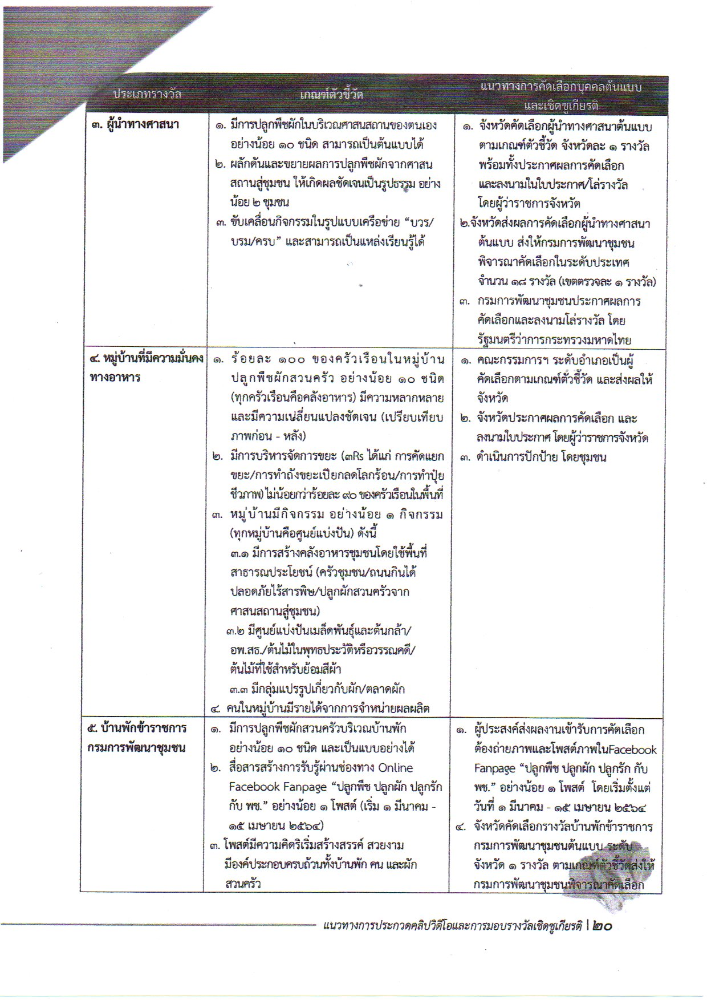 ประเภทรางวัล
เกณฑ์ตัวชี้วัด
แนวทางการคัดเลือกบุคคลต้นแบบ
และเชิดชูเกียรติ
๓. ผู้นำทางศาสนา
๑. มีการปลูกพืชผักในบริเวณศาสนสถานของตนเอง
อย่างน้อย ๑๐ ชนิด สามารถเป็นต้นแบบได้
๒. ผลักดันและขยายผลการปลูกพืชผักจากศาสน
สถานสู่ชุมชน ให้เกิดผลชัดเจนเป็นรูปธรรม อย่าง
น้อย ๒ ชุมชน
๓. ขับเคลื่อนกิจกรรมในรูปแบบเครือข่าย “บวร/
บรม/ครบ” และสามารถเป็นแหล่งเรียนรู้ได้
๑. จังหวัดคัดเลือกผู้นำทางศาสนาต้นแบบ
ตามเกณฑ์ตัวชี้วัด จังหวัดละ ๑ รางวัล
พร้อมทั้งประกาศผลการคัดเลือก
และลงนามในใบประกาศ/โล่รางวัล
โดยผู้ว่าราชการจังหวัด
๒.จังหวัดส่งผลการคัดเลือกผู้นำทางศาสนา
ต้นแบบ ส่งให้กรมการพัฒนาชุมชน
พิจารณาคัดเลือกในระดับประเทศ
จำนวน ๑๘ รางวัล (เขตตรวจละ ๑ รางวัล)
๓. กรมการพัฒนาชุมชนประกาศผลการ
คัดเลือกและลงนามโล่รางวัล โดย
รัฐมนตรีว่าการกระทรวงมหาดไทย
๔. หมู่บ้านที่มีความมั่นคง
ทางอาหาร
๑. ร้อยละ ๑๐๐ ของครัวเรือนในหมู่บ้าน
ปลูกพืชผักสวนครัว อย่างน้อย ๑๐ ชนิด
(ทุกครัวเรือนคือคลังอาหาร) มีความหลากหลาย
และมีความเปลี่ยนแปลงชัดเจน (เปรียบเทียบ
ภาพก่อน - หลัง)
๒. มีการบริหารจัดการขยะ (๓Rs ได้แก่ การคัดแยก
ขยะ/การทำถังขยะเปียกลดโลกร้อน/การทำปุ๋ย
ชีวภาพ) ไม่น้อยกว่าร้อยละ ๙๐ ของครัวเรือนในพื้นที่
๓. หมู่บ้านมีกิจกรรม อย่างน้อย ๑ กิจกรรม
(ทุกหมู่บ้านคือศูนย์แบ่งปัน) ดังนี้
๓.๑ มีการสร้างคลังอาหารชุมชนโดยใช้พื้นที่
สาธารณประโยชน์ (ครัวชุมชน/ถนนกินได้
ปลอดภัยไร้สารพิษ/ปลูกผักสวนครัวจาก
ศาสนสถานสู่ชุมชน)
๓.๒ มีศูนย์แบ่งปันเมล็ดพันธุ์และต้นกล้า/
อพ.สธ./ต้นไม้ในพุทธประวัติหรือวรรณคดี/
ต้นไม้ที่ใช้สำหรับย้อมสีผ้า
๓.๓ มีกลุ่มแปรรูปเกี่ยวกับผัก/ตลาดผัก
๔. คนในหมู่บ้านมีรายได้จากการจำหน่ายผลผลิต
๑. คณะกรรมการฯ ระดับอำเภอเป็นผู้
คัดเลือกตามเกณฑ์ตัวชี้วัด และส่งผลให้
จังหวัด
๒. จังหวัดประกาศผลการคัดเลือก และ
ลงนามใบประกาศ โดยผู้ว่าราชการจังหวัด
๓. ดำเนินการปักป้าย โดยชุมชน
๕. บ้านพักข้าราชการ
กรมการพัฒนาชุมชน
๑. มีการปลูกพืชผักสวนครัวบริเวณบ้านพัก
อย่างน้อย ๑๐ ชนิด และเป็นแบบอย่างได้
๒. สื่อสารสร้างการรับรู้ผ่านช่องทาง Online
Facebook Fanpage “ปลูกพืช ปลูกผัก ปลูกรัก
กับ พช.” อย่างน้อย ๑ โพสต์ (เริ่ม ๑ มีนาคม -
๑๕ เมษายน ๒๕๖๔)
๓. โพสต์มีความคิดริเริ่มสร้างสรรค์ สวยงาม
มีองค์ประกอบครบถ้วนทั้งบ้านพัก คน และผัก
สวนครัว
๑. ผู้ประสงค์ส่งผลงานเข้ารับการคัดเลือก
ต้องถ่ายภาพและโพสต์ภาพในFacebook
Fanpage “ปลูกพืช ปลูกผัก ปลูกรัก กับ
พช.” อย่างน้อย ๑ โพสต์ โดยเริ่มตั้งแต่
วันที่ ๑ มีนาคม - ๑๕ เมษายน ๒๕๖๔
๔. จังหวัดคัดเลือกรางวัลบ้านพักข้าราชการ
กรมการพัฒนาชุมชนต้นแบบ ระดับ
จังหวัด ๑ รางวัล ตามเกณฑ์ตัวชี้วัดส่งให้
กรมการพัฒนาชุมชนพิจารณาคัดเลือก
แนวทางการประกวดคลิปวิดีโอและการมอบรางวัลเชิดชูเกียรติ | ๒๐